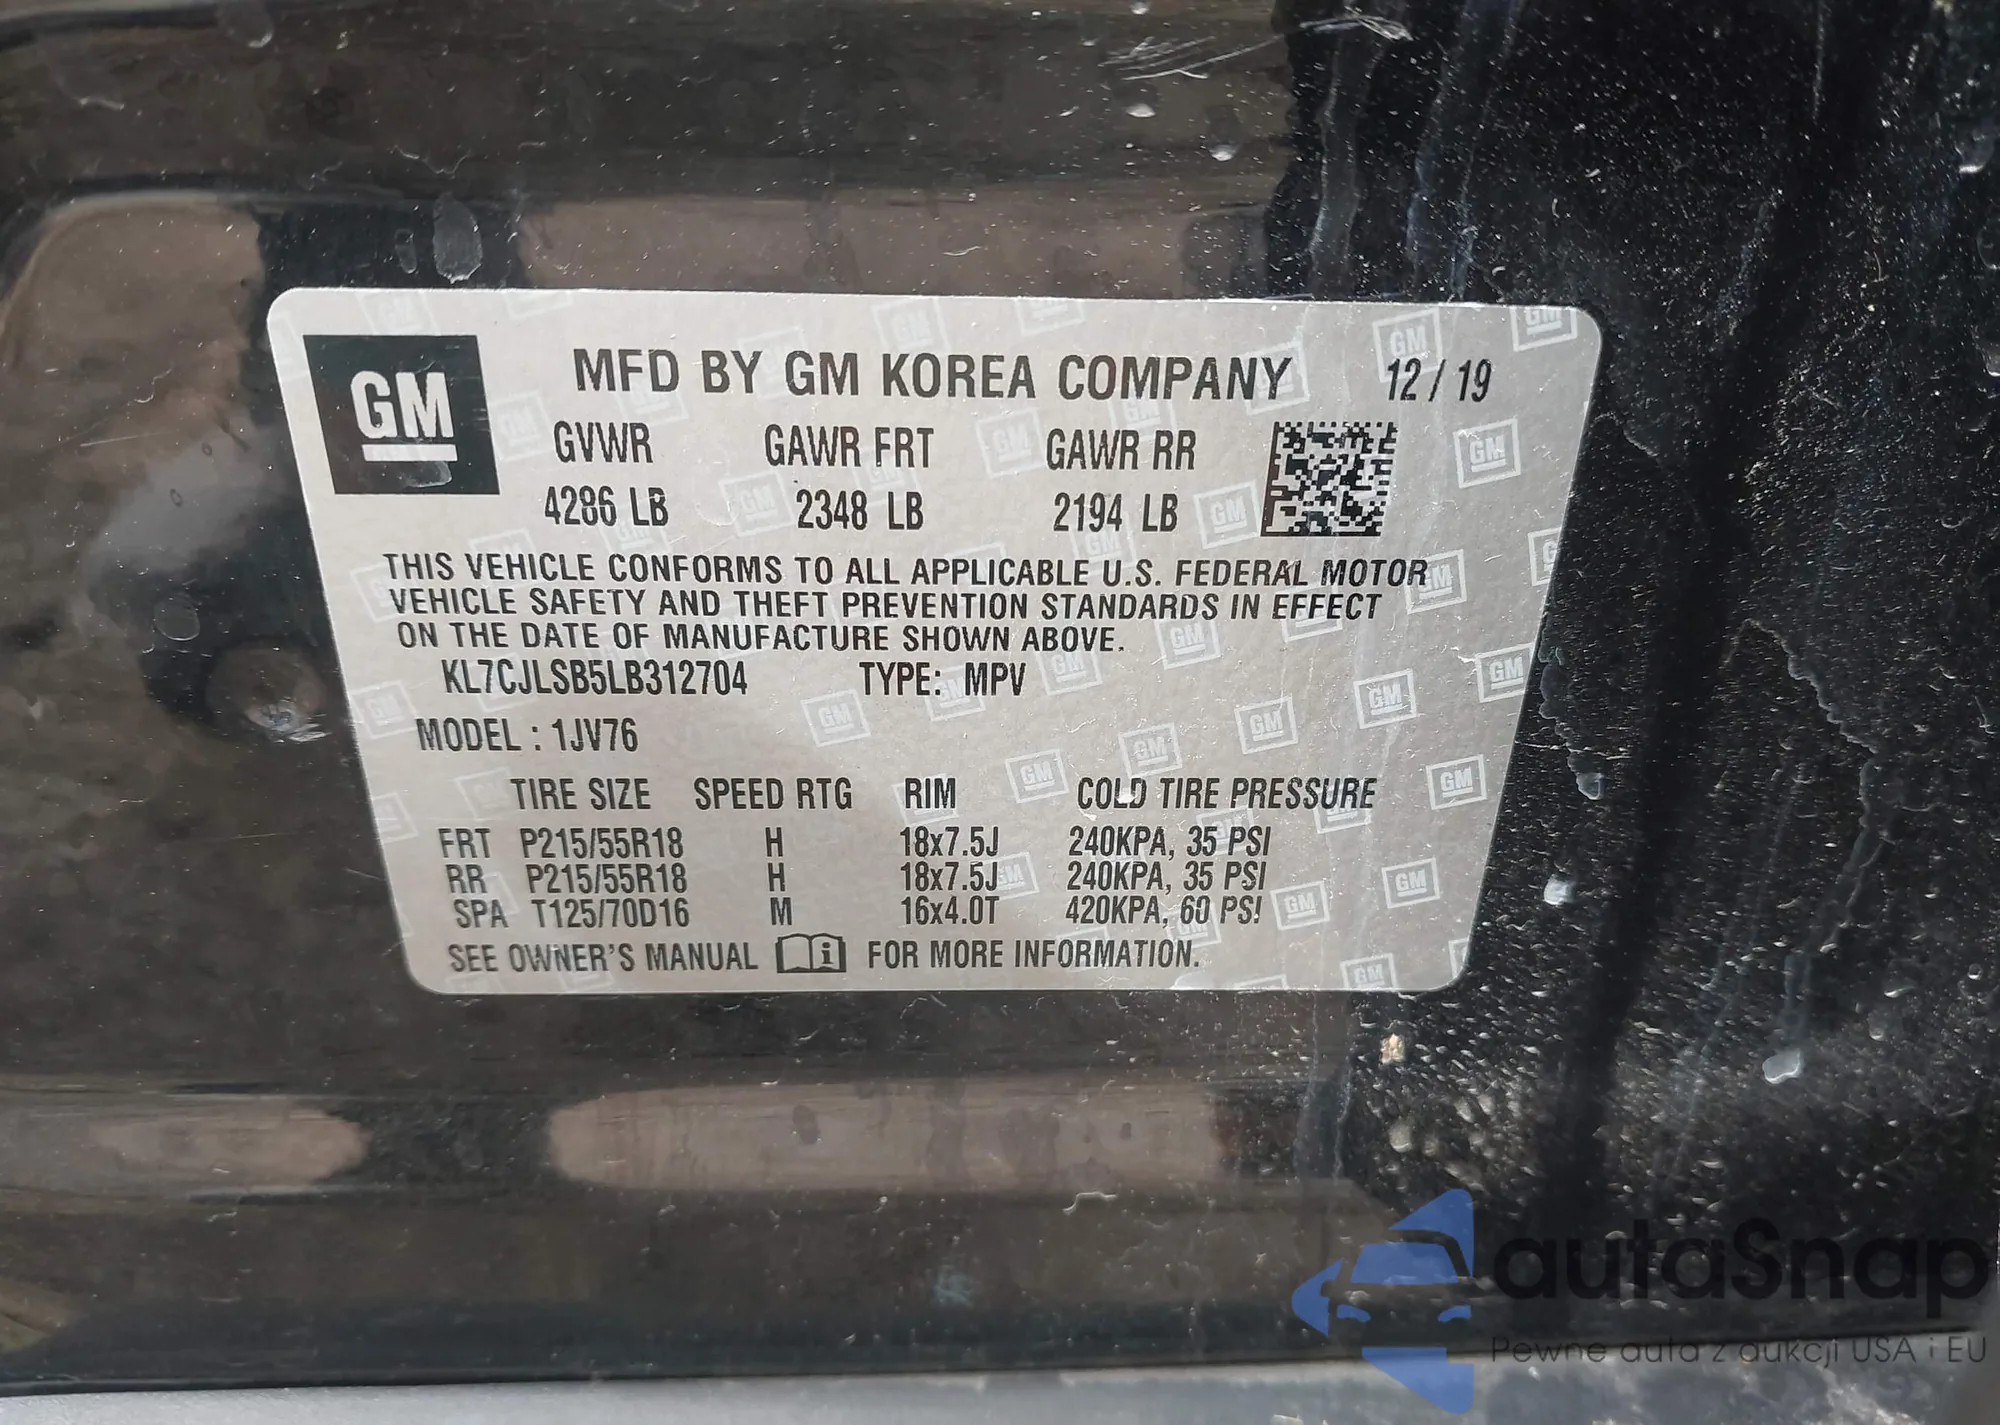 GM MFD BY GM KOREA COMPANY 12 / 19
GVWR GAWR FRT GAWR RR
4286 LB 2348 LB 2194 LB
THIS VEHICLE CONFORMS TO ALL APPLICABLE U.S. FEDERAL MOTOR
VEHICLE SAFETY AND THEFT PREVENTION STANDARDS IN EFFECT
ON THE DATE OF MANUFACTURE SHOWN ABOVE.
KL7CJLSB5LB312704 TYPE: MPV
MODEL : 1JV76
TIRE SIZE SPEED RTG RIM COLD TIRE PRESSURE
FRT P215/55R18 H 18x7.5J 240KPA, 35 PSI
RR P215/55R18 H 18x7.5J 240KPA, 35 PSI
SPA T125/70D16 M 16x4.0T 420KPA, 60 PSI
SEE OWNER'S MANUAL FOR MORE INFORMATION.
autaSnap
Pewne auta z aukcji USA i EU